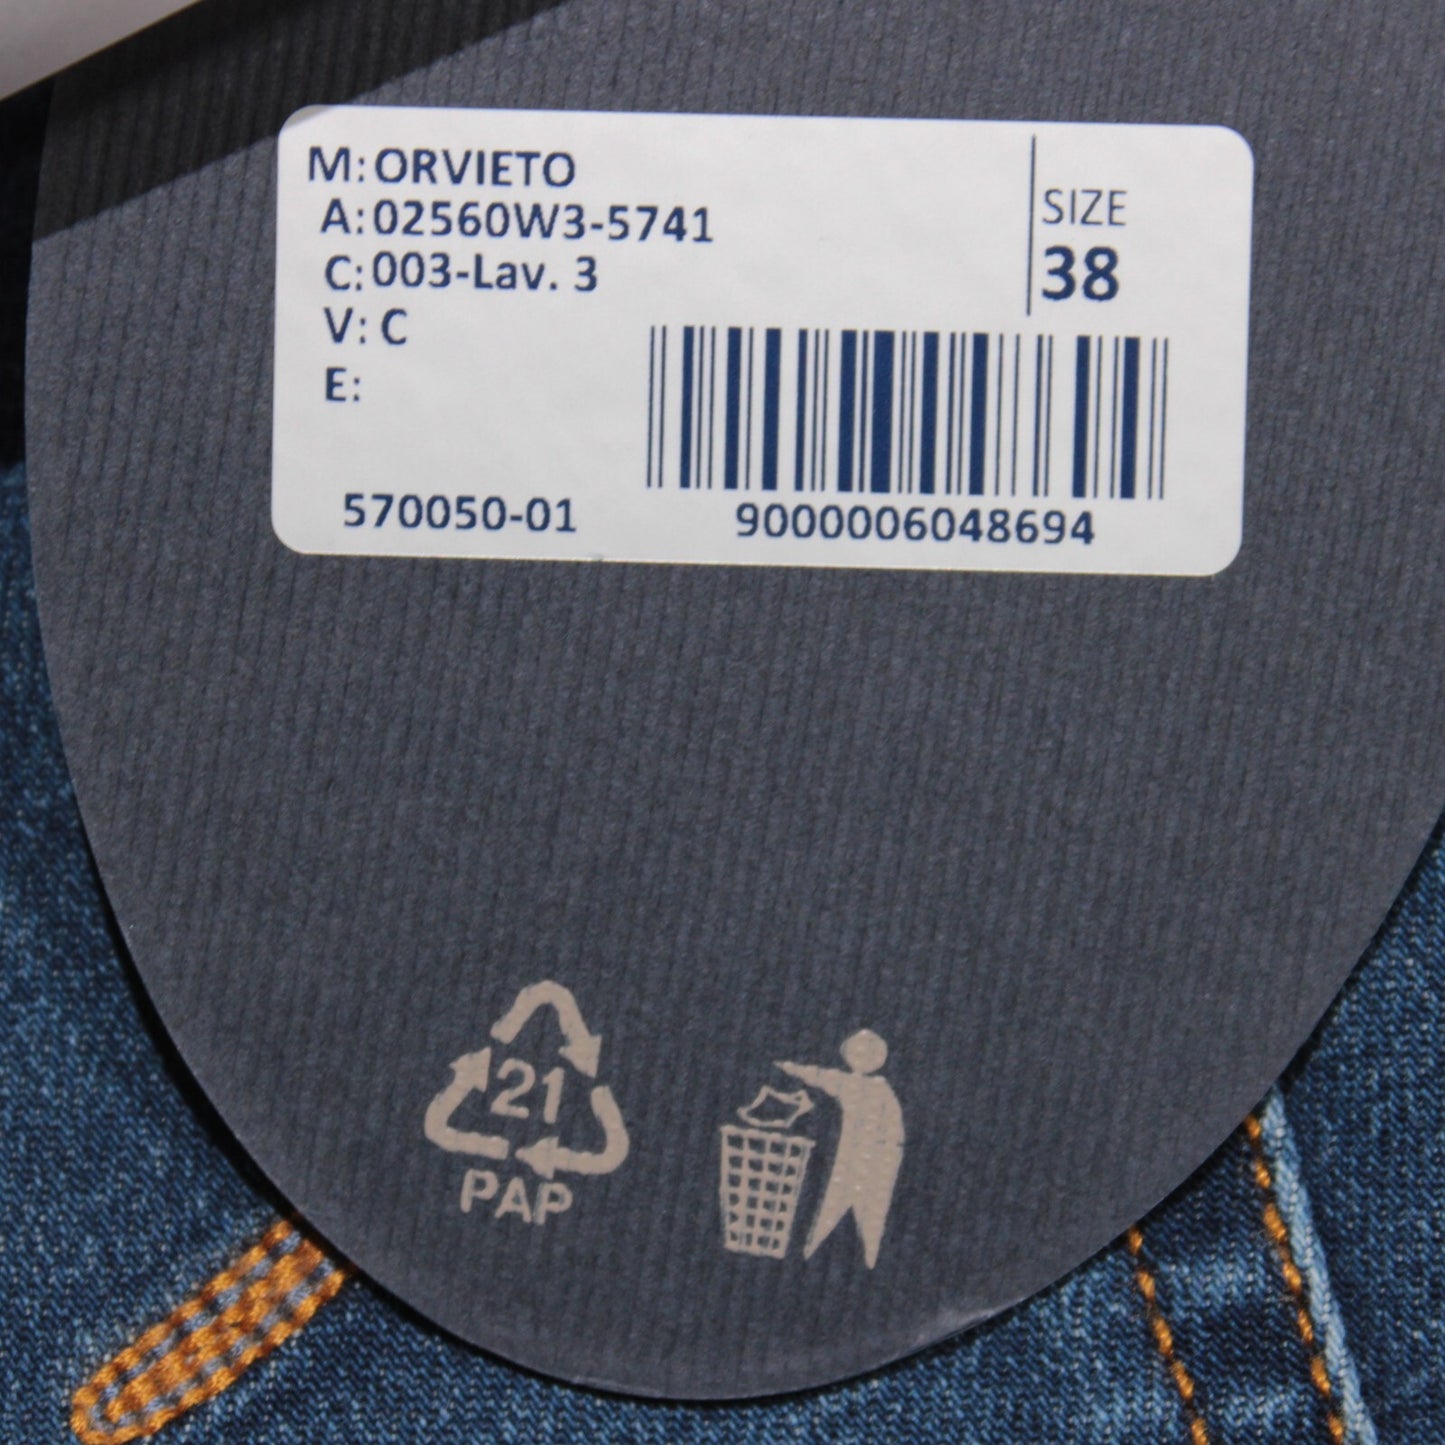 M: ORVIETO
A: 02560W3-5741
C: 003-Lav. 3
V: C
E:
SIZE
38
570050-01
9000006048694
21
PAP